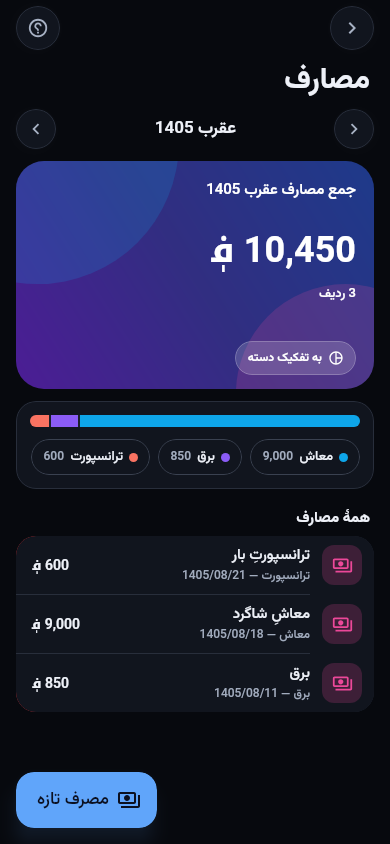 مصارف
عقرب 1405
جمع مصارف عقرب 1405
10,450 ؋
3 ردیف
به تفکیک دسته
معاش 9,000
برق 850
ترانسپورت 600
همهٔ مصارف
ترانسپورتِ بار
600 ؋
ترانسپورت — 1405/08/21
معاشِ شاگرد
9,000 ؋
معاش — 1405/08/18
برق
850 ؋
برق — 1405/08/11
مصرف تازه